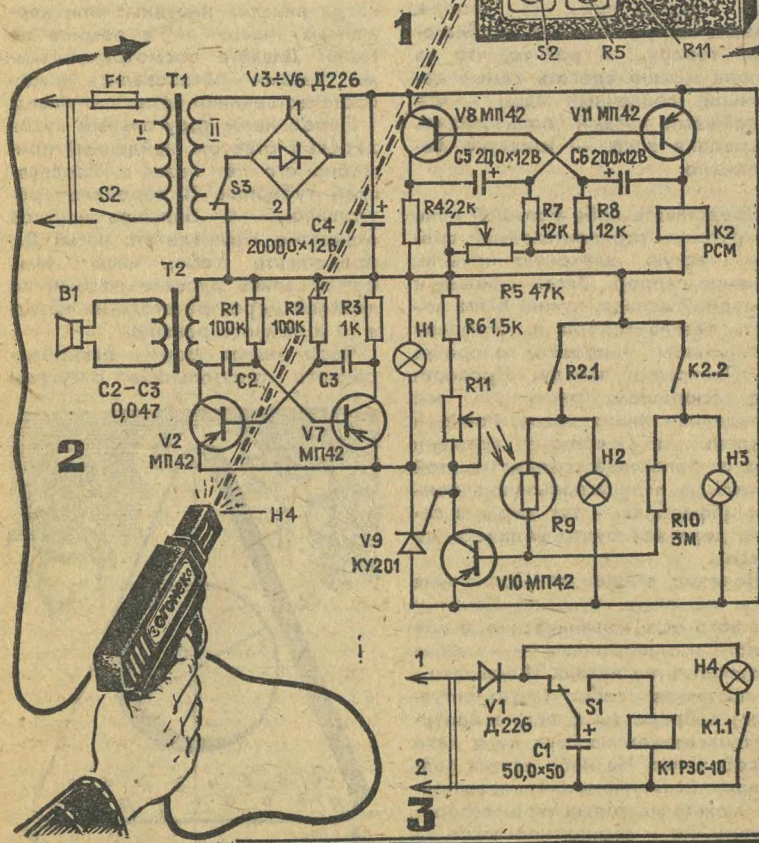 1
S2 R5 R11
F1 T1 V3÷V6 Д226
I II
V8 МП42 V11 МП42
C5 20,0×12В C6 20,0×12В
S3
S2
2
C4
2000,0×12В
R4 2,2к
R7
12К
R8
12К
K2
РСМ
T2
R5 47К
B1
R1
100К
R2
100К
R3
1К
H1
R6 1,5к
C2 C3
C2-C3
0,047
R11
R2.1 K2.2
V2
МП42
V7
МП42
2
H2 H3
R9
R10
3М
H4
V9
КУ201
V10 МП42
ОГОНЕК
1
V1
Д226
S1
H4
C1
50,0×50
K1.1
K1 РЭС-10
2
3